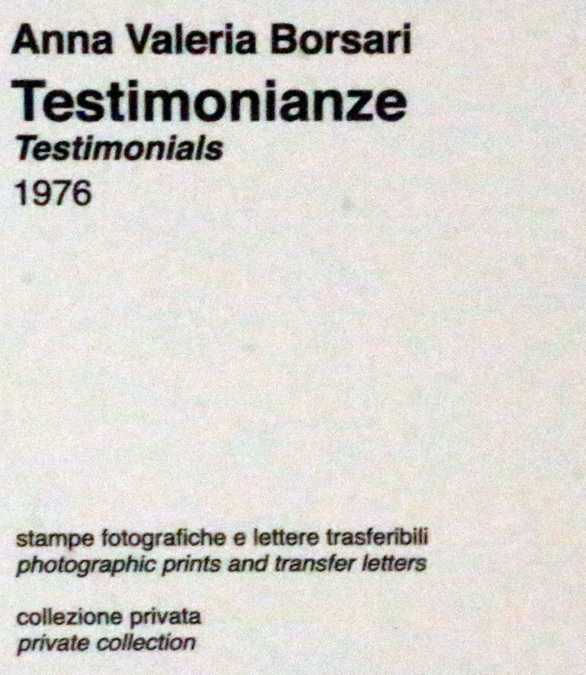 Anna Valeria Borsari
Testimonianze
Testimonials
1976
stampe fotografiche e lettere trasferibili
photographic prints and transfer letters
collezione privata
private collection